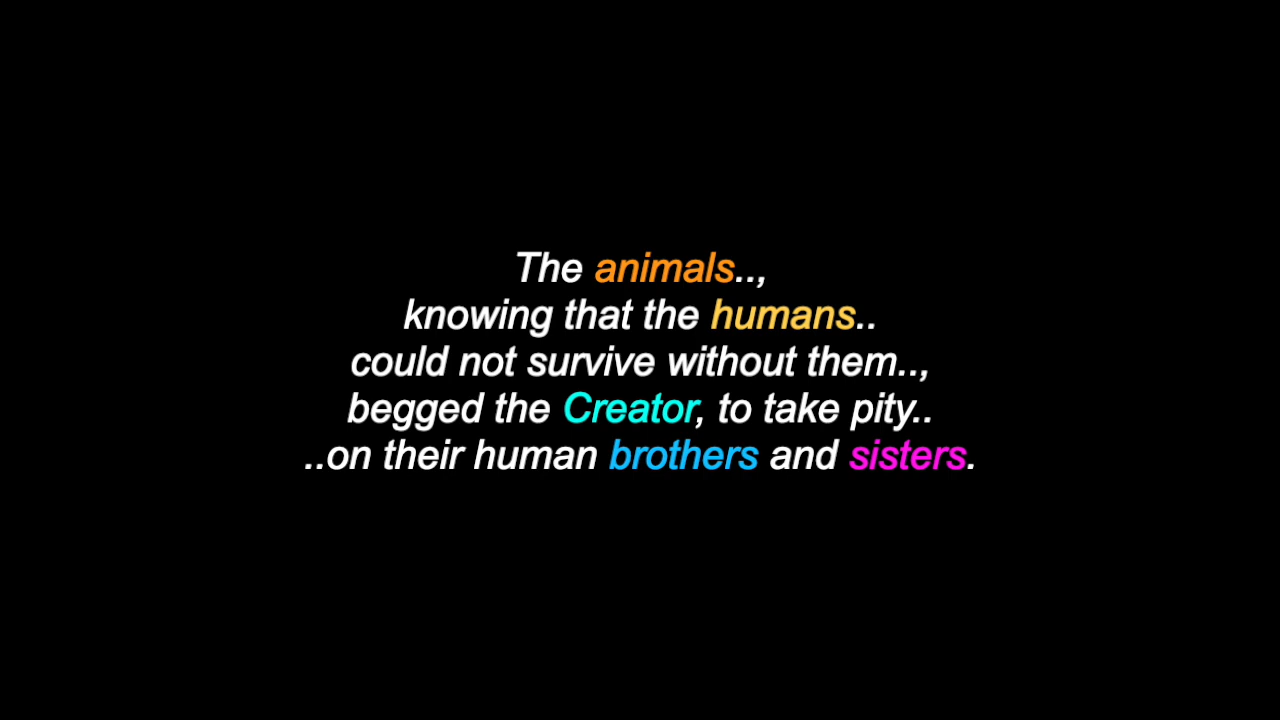 The animals..,
knowing that the humans..
could not survive without them..,
begged the Creator, to take pity..
..on their human brothers and sisters.